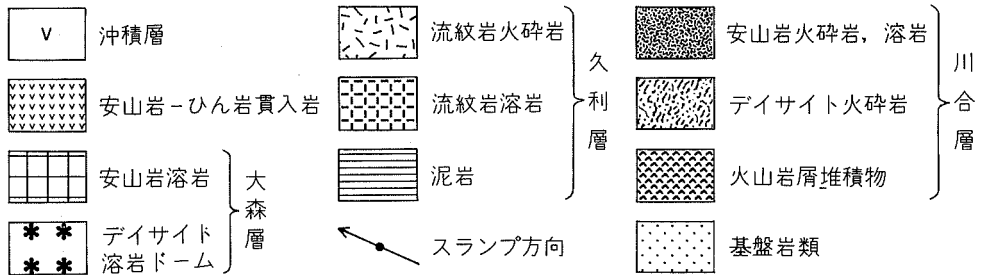 沖積層
安山岩-ひん岩貫入岩
安山岩溶岩
デイサイド
溶岩ドーム
大森層
流紋岩火砕岩
流紋岩溶岩
泥岩
久利層
スランプ方向
安山岩火砕岩,溶岩
デイサイト火砕岩
火山岩屑堆積物
川合層
基盤岩類